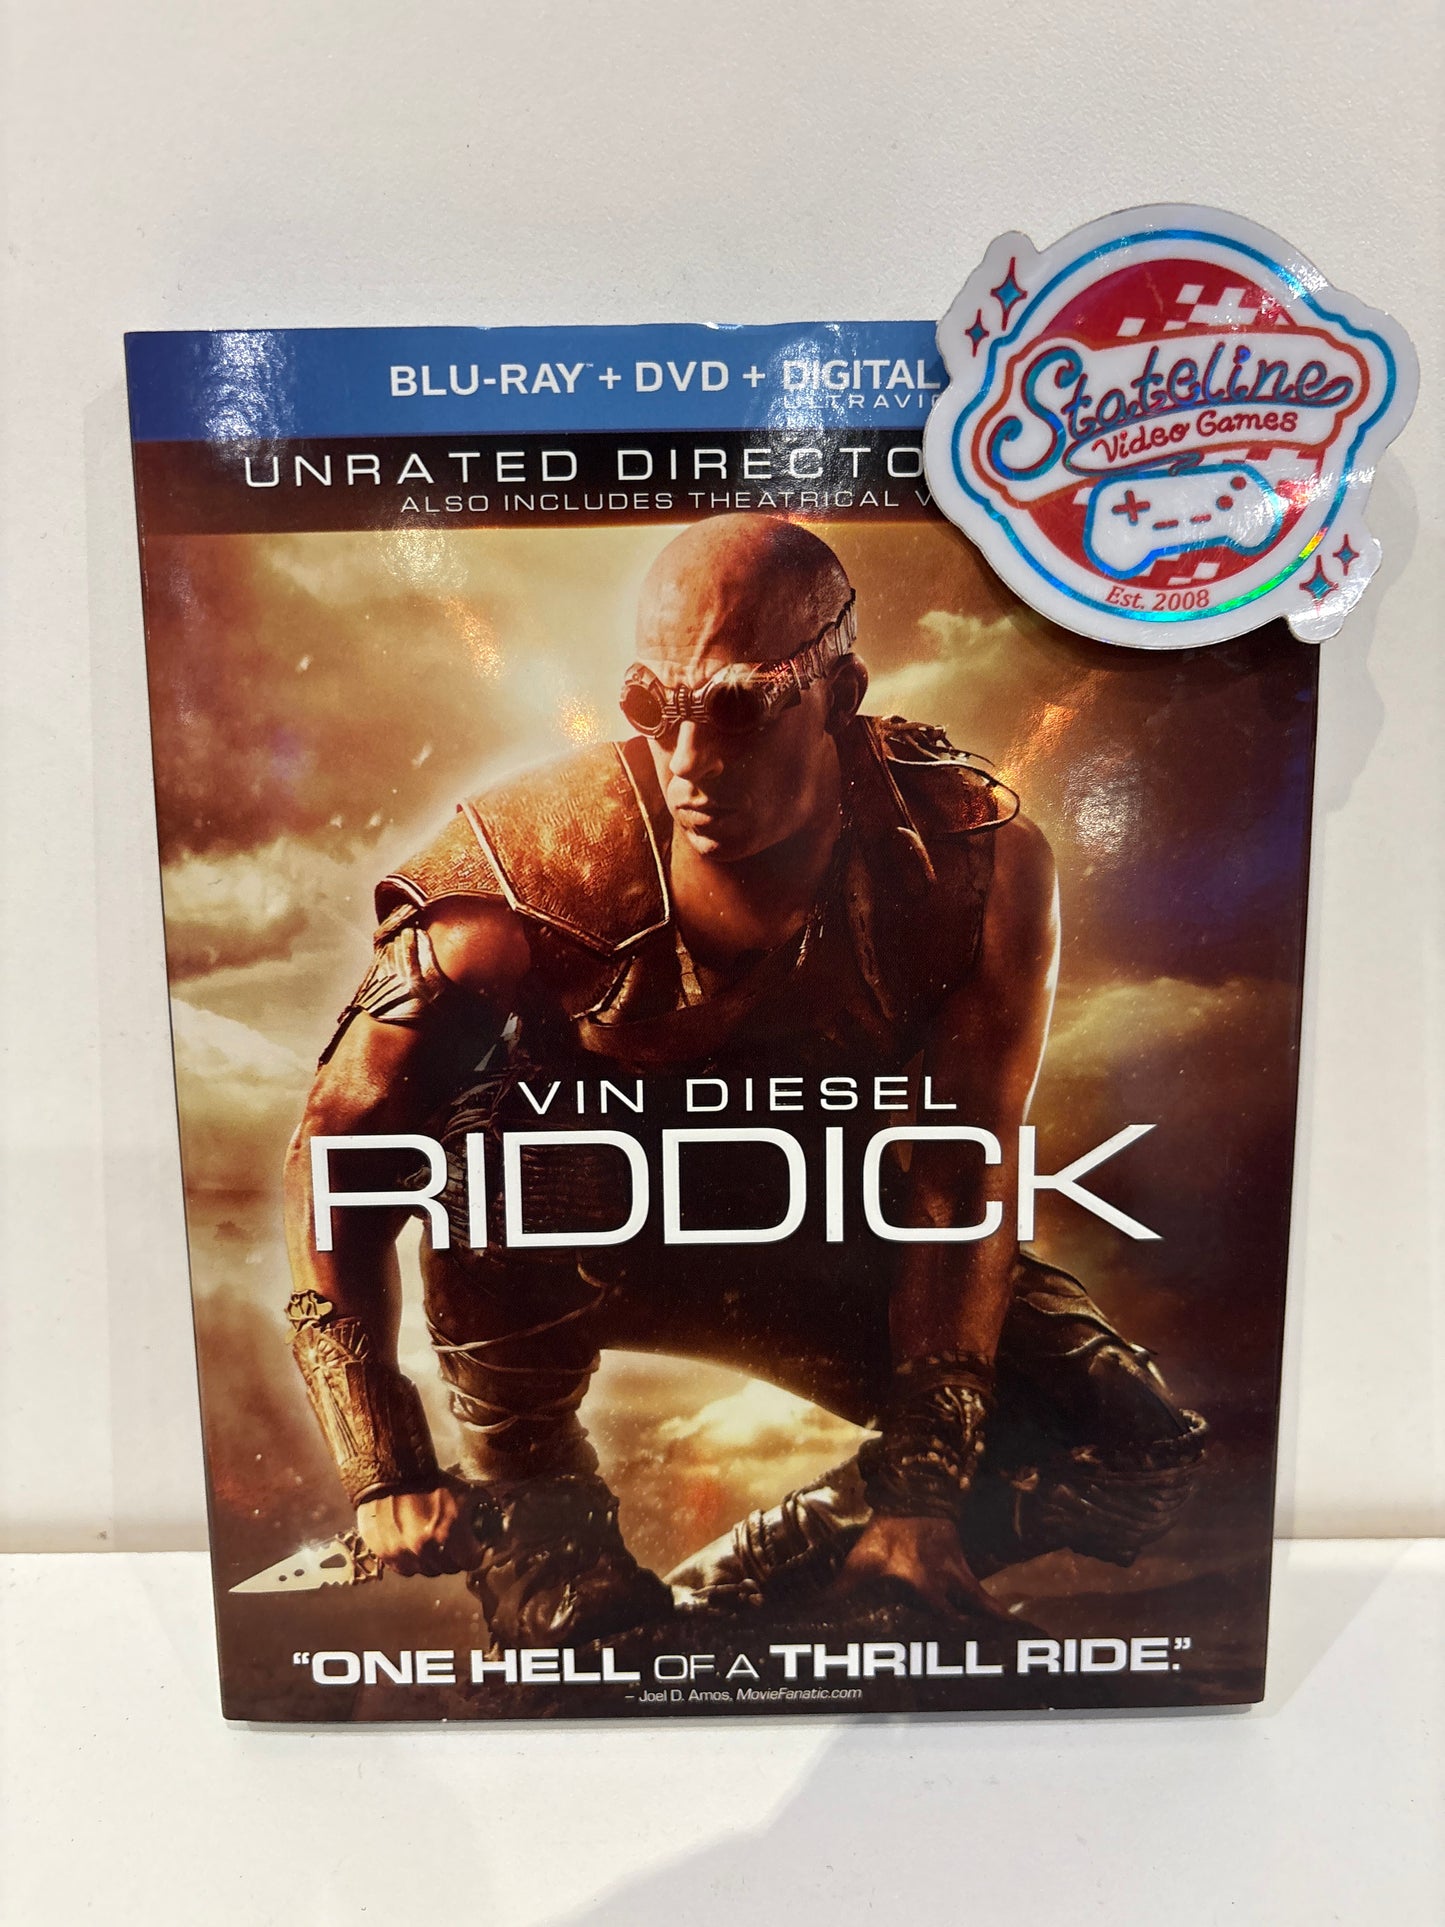 BLU-RAY™ + DVD + DIGITAL
UNRATED DIRECTO
ALSO INCLUDES THEATRICAL V
Stateline
Video Games
Est. 2008
VIN DIESEL
RIDDICK
"ONE HELL OF A THRILL RIDE."
– Joel D. Amos, MovieFanatic.com